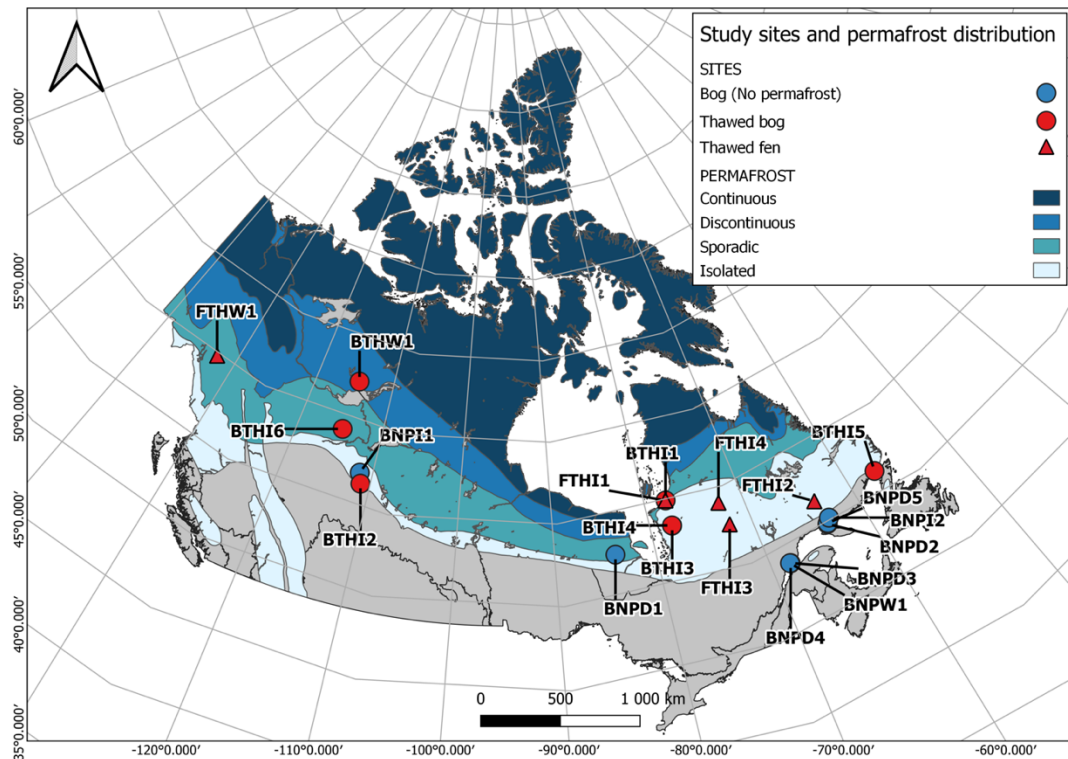 Study sites and permafrost distribution
SITES
Bog (No permafrost)
Thawed bog
Thawed fen
PERMAFROST
Continuous
Discontinuous
Sporadic
Isolated
60°0.000'
55°0.000'
50°0.000'
45°0.000'
40°0.000'
35°0.000'
FTHW1
BTHW1
BTHI6
BNPI1
BTHI2
BTHI1
FTHI4
BTHI5
FTHI1
FTHI2
BNPD5
BTHI4
BNPI2
BTHI3
FTHI3
BNPD2
BNPD1
BNPD3
BNPW1
BNPD4
0 500 1 000 km
-120°0.000' -110°0.000' -100°0.000' -90°0.000' -80°0.000' -70°0.000' -60°0.000'